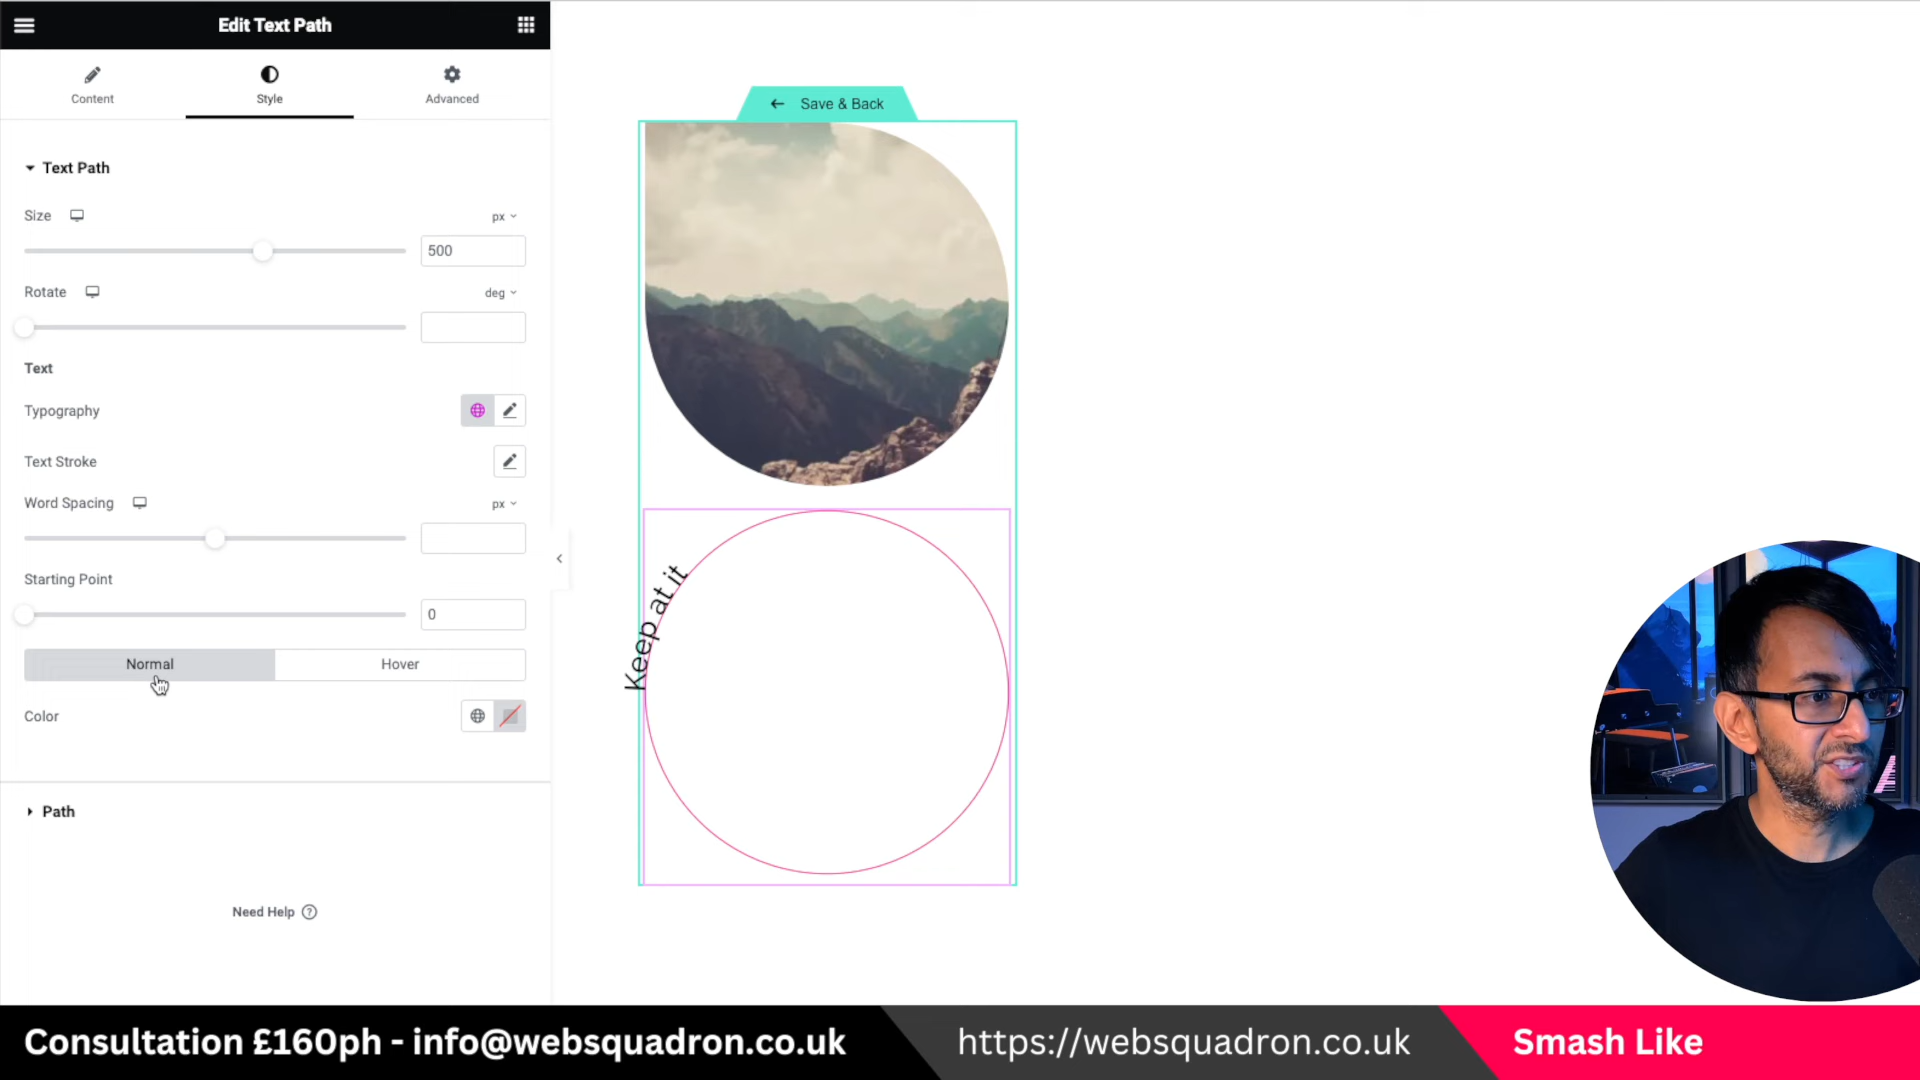 Edit Text Path
Content
Style
Advanced
Text Path
Size
px
500
Rotate
deg
Text
Typography
Text Stroke
Word Spacing
px
Starting Point
0
Normal
Hover
Color
Path
Need Help ?
Save & Back
Keep at it
Consultation £160ph - info@websquadron.co.uk
https://websquadron.co.uk
Smash Like